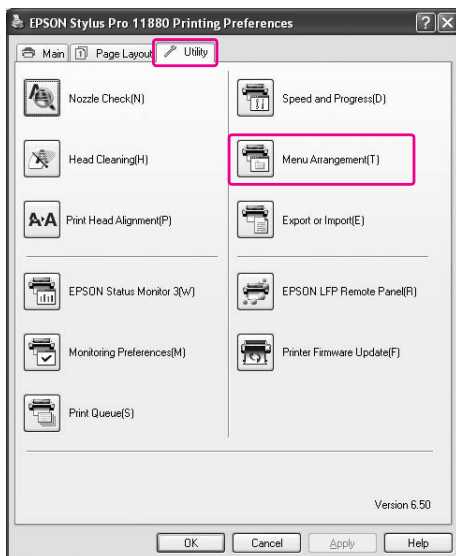 EPSON Stylus Pro 11880 Printing Preferences
Main Page Layout Utility
Nozzle Check(N)
Speed and Progress(D)
Head Cleaning(H)
Menu Arrangement(T)
Print Head Alignment(P)
Export or Import(E)
EPSON Status Monitor 3(W)
EPSON LFP Remote Panel(R)
Monitoring Preferences(M)
Printer Firmware Update(F)
Print Queue(S)
Version 6.50
OK Cancel Apply Help